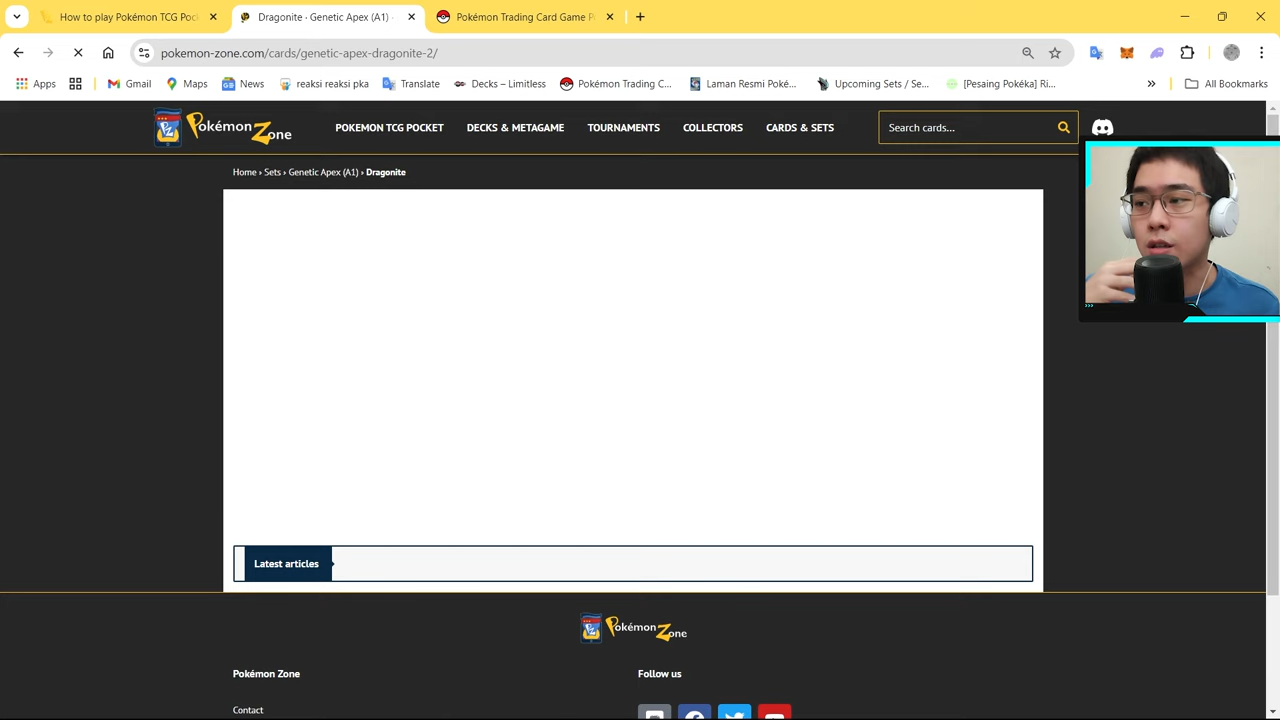 How to play Pokémon TCG Poc
Dragonite · Genetic Apex (A1) ·
Pokémon Trading Card Game P
pokemon-zone.com/cards/genetic-apex-dragonite-2/
Apps
Gmail
Maps
News
reaksi reaksi pka
Translate
Decks – Limitless
Pokémon Trading C...
Laman Resmi Poké...
Upcoming Sets / Se...
[Pesaing Pokéka] Ri...
»
All Bookmarks
Pokémon Zone
POKEMON TCG POCKET
DECKS & METAGAME
TOURNAMENTS
COLLECTORS
CARDS & SETS
Search cards...
Home › Sets › Genetic Apex (A1) › Dragonite
Latest articles
Pokémon Zone
Pokémon Zone
Follow us
Contact